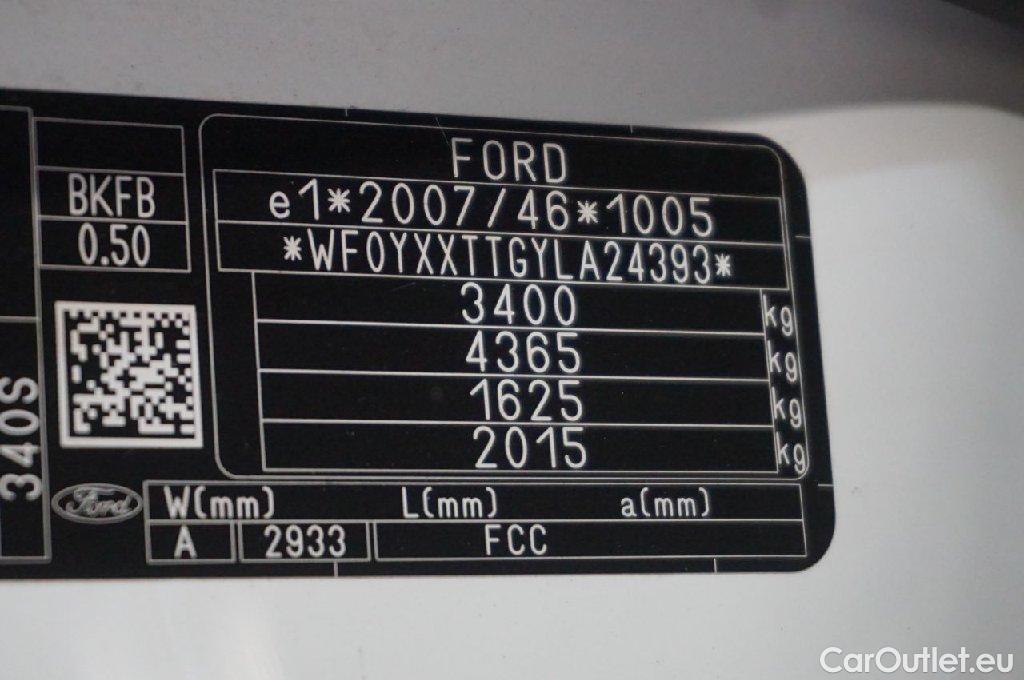 FORD
e1*2007/46*1005
*WF0YXXTTGYLA24393*
3400 kg
4365 kg
1625 kg
2015 kg
BKFB
0.50
340S
Ford
W(mm) L(mm) a(mm)
A 2933 FCC
CarOutlet.eu